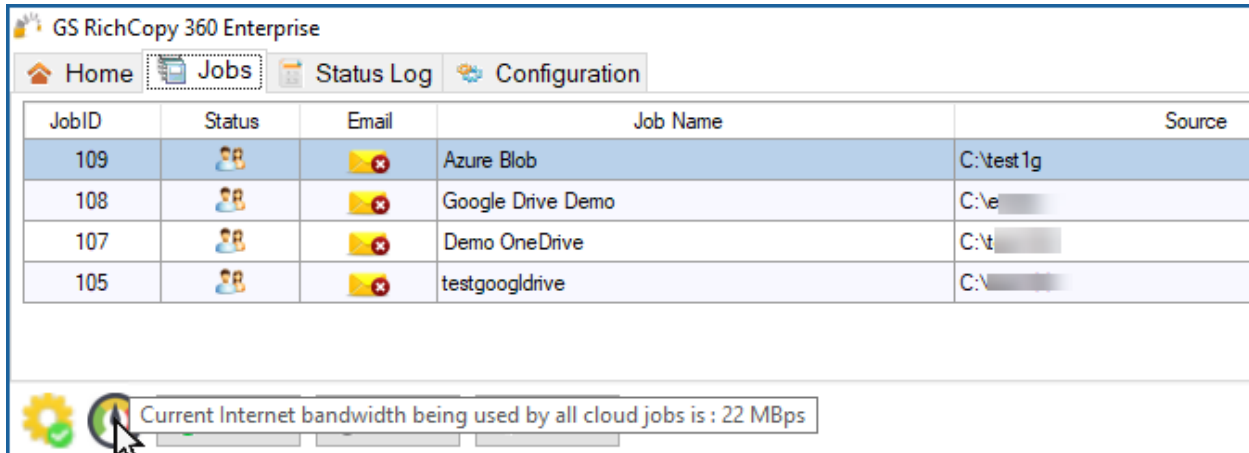 GS RichCopy 360 Enterprise
Home Jobs Status Log Configuration
JobID Status Email Job Name Source
109 Azure Blob C:\test1g
108 Google Drive Demo C:\e
107 Demo OneDrive C:\t
105 testgoogldrive C:\
Current Internet bandwidth being used by all cloud jobs is : 22 MBps